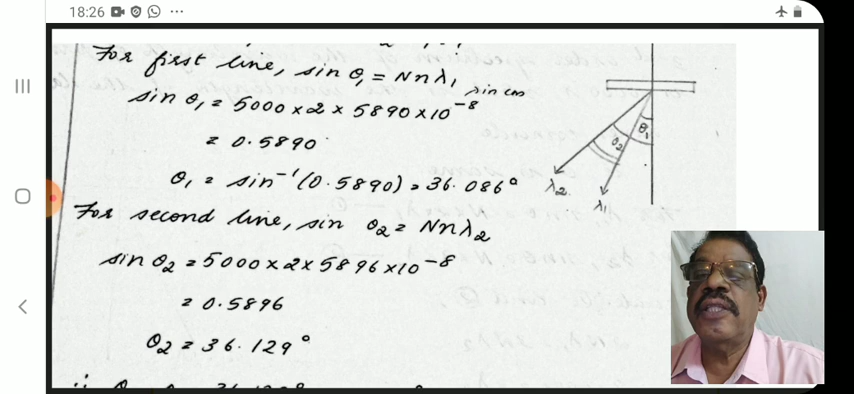 18:26
For first line, sin θ₁ = Nnλ₁
sin θ₁ = 5000 × 2 × 5890 × 10⁻⁸
in cm
= 0.5890
θ₁ = sin⁻¹(0.5890) = 36.086°
θ₂ θ₁
λ₂
λ₁
For second line, sin θ₂ = Nnλ₂
sin θ₂ = 5000 × 2 × 5896 × 10⁻⁸
= 0.5896
θ₂ = 36.129°